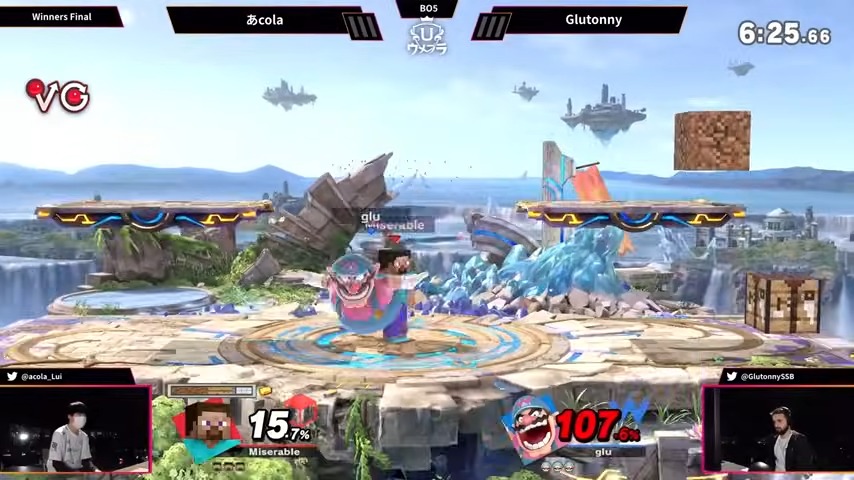 Winners Final
あcola
BO5
Glutonny
6:25.66
U
ウメブラ
VG
glu
Miserable
@acola_Lui
@GlutonnySSB
15.7%
Miserable
107.6%
glu